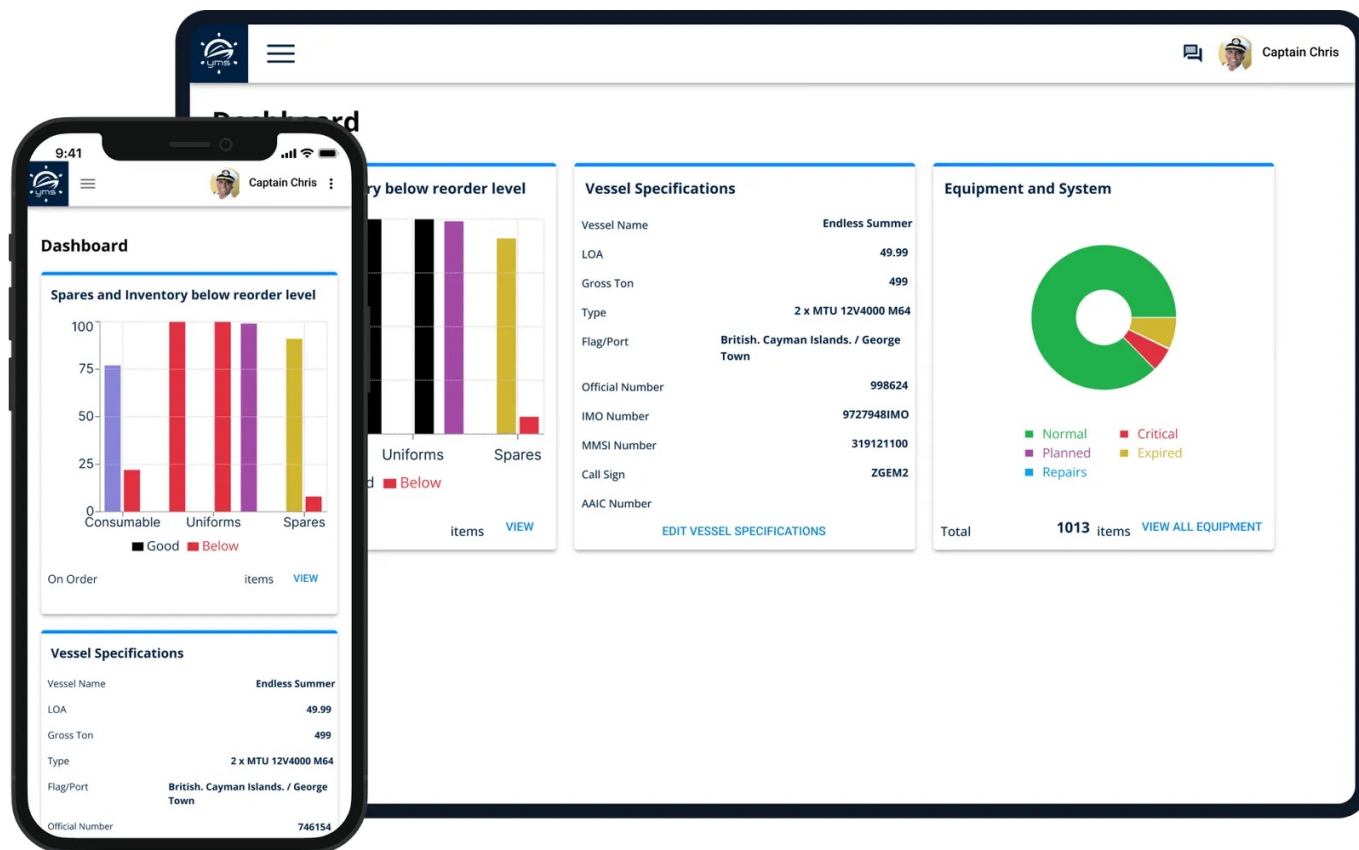 yms
Captain Chris
Dashboard
ry below reorder level
Uniforms
Spares
d
Below
items
VIEW
Vessel Specifications
Vessel Name
Endless Summer
LOA
49.99
Gross Ton
499
Type
2 x MTU 12V4000 M64
Flag/Port
British. Cayman Islands. / George
Town
Official Number
998624
IMO Number
9727948IMO
MMSI Number
319121100
Call Sign
ZGEM2
AAIC Number
EDIT VESSEL SPECIFICATIONS
Equipment and System
Normal
Critical
Planned
Expired
Repairs
Total
1013 items
VIEW ALL EQUIPMENT
9:41
yms
Captain Chris
Dashboard
Spares and Inventory below reorder level
100
75
50
25
0
Consumable
Uniforms
Spares
Good
Below
On Order
items
VIEW
Vessel Specifications
Vessel Name
Endless Summer
LOA
49.99
Gross Ton
499
Type
2 x MTU 12V4000 M64
Flag/Port
British. Cayman Islands. / George
Town
Official Number
746154